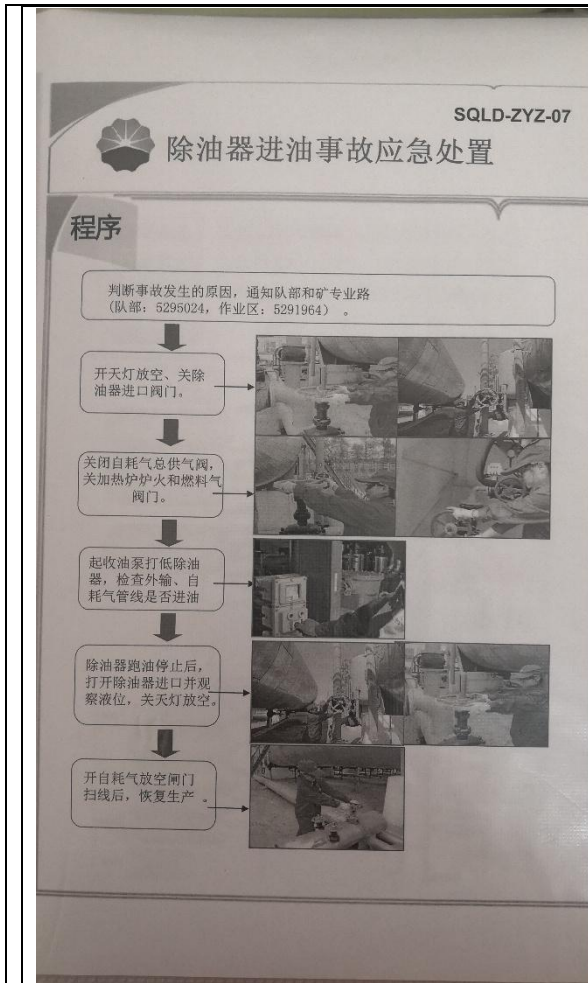 SQLD-ZYZ-07
除油器进油事故应急处置
程序
判断事故发生的原因，通知队部和矿专业路
(队部：5295024，作业区：5291964) 。
开天灯放空、关除
油器进口阀门。
关闭自耗气总供气阀，
关加热炉炉火和燃料气
阀门。
起收油泵打低除油
器，检查外输、自
耗气管线是否进油
除油器跑油停止后，
打开除油器进口并观
察液位，关天灯放空。
开自耗气放空闸门
扫线后，恢复生产 。